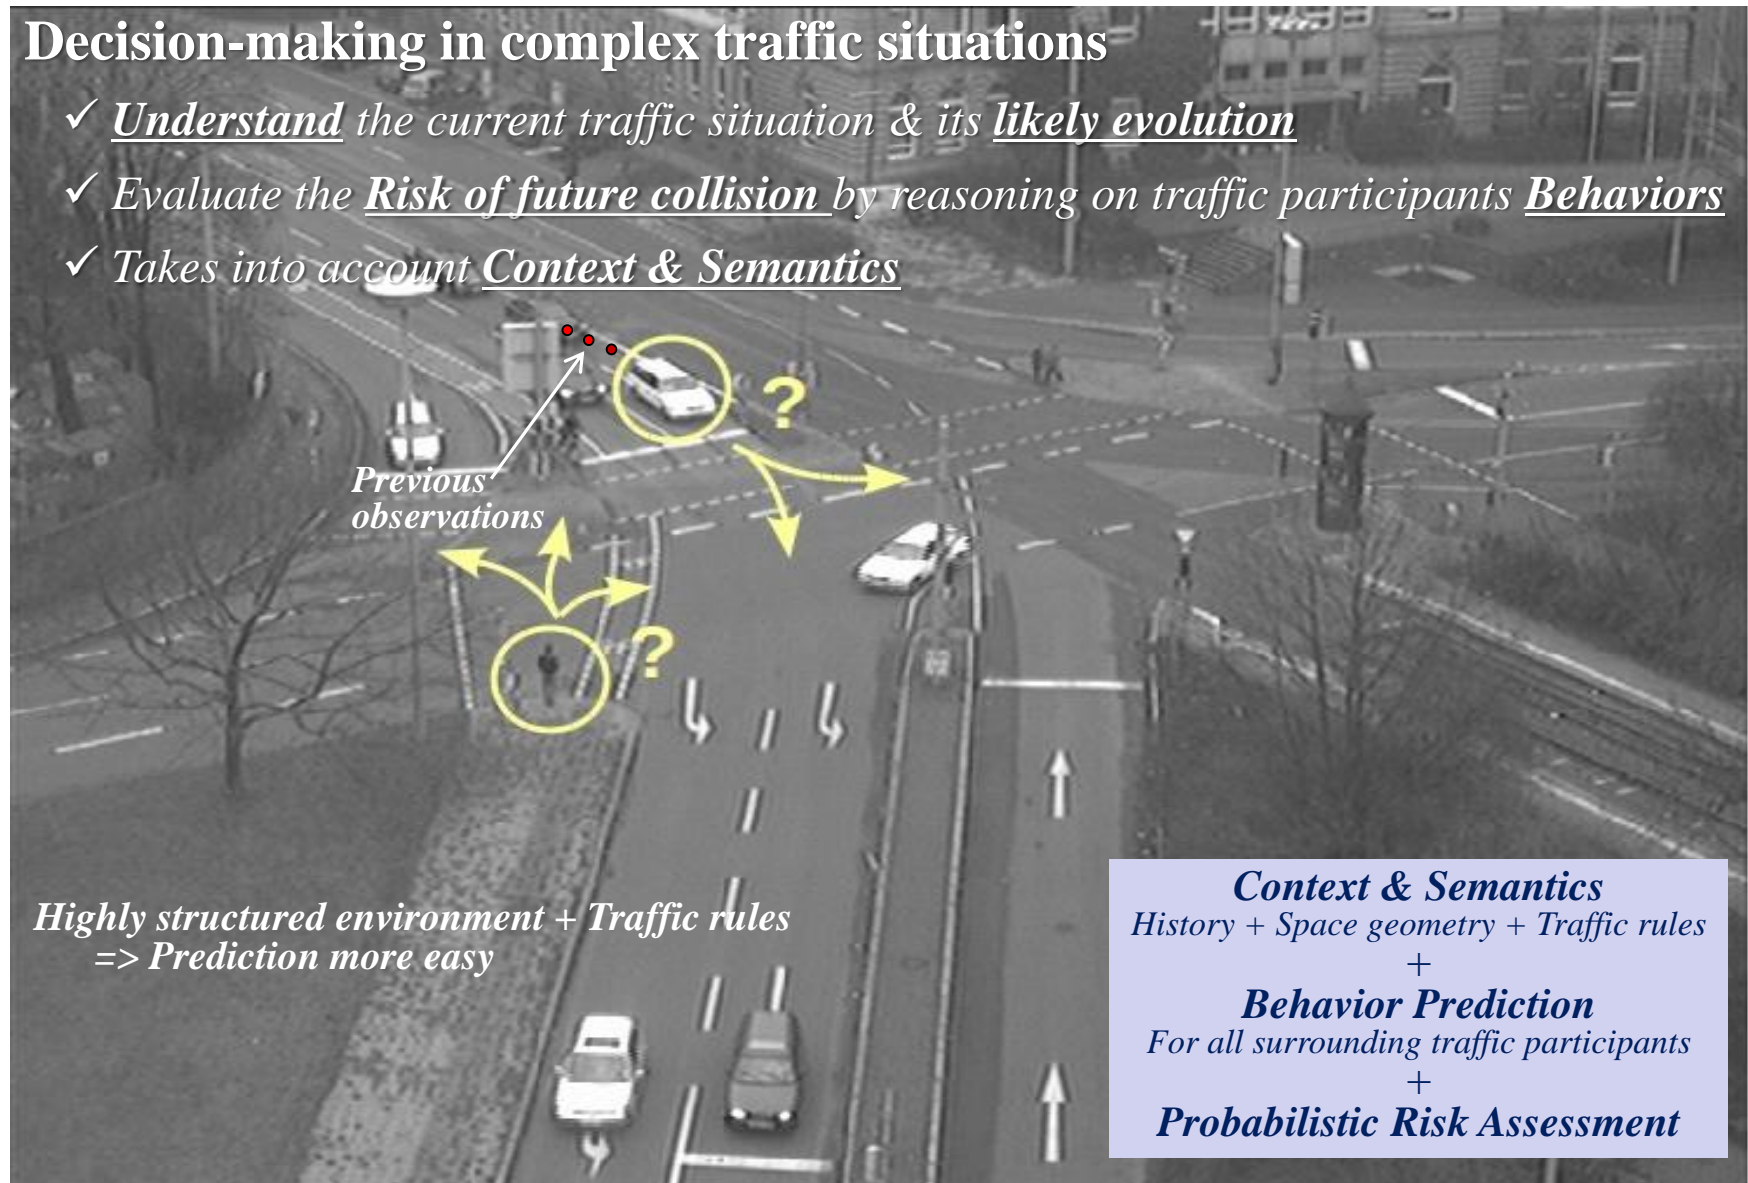 Decision-making in complex traffic situations
✓ Understand the current traffic situation & its likely evolution
✓ Evaluate the Risk of future collision by reasoning on traffic participants Behaviors
✓ Takes into account Context & Semantics
?
Previous
observations
?
Highly structured environment + Traffic rules
=> Prediction more easy
Context & Semantics
History + Space geometry + Traffic rules
+
Behavior Prediction
For all surrounding traffic participants
+
Probabilistic Risk Assessment